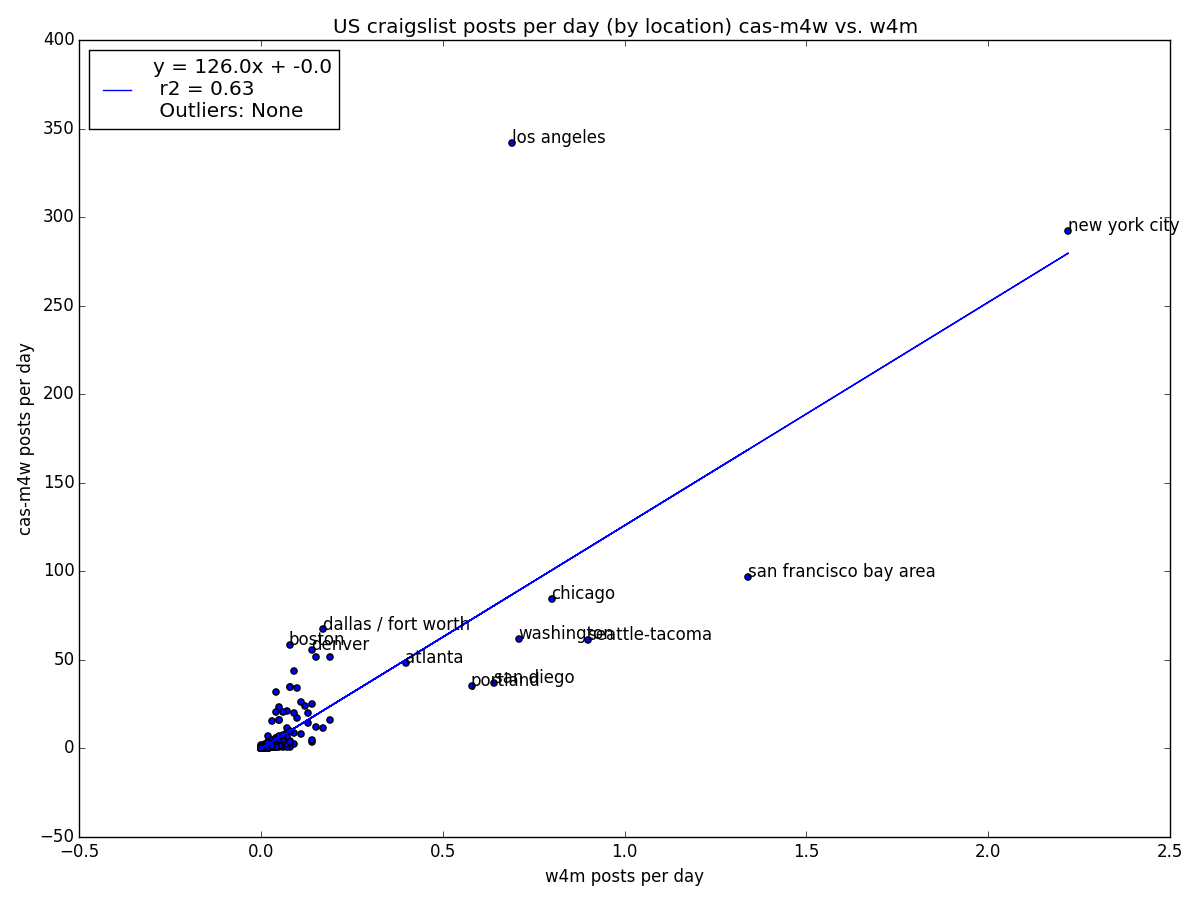 US craigslist posts per day (by location) cas-m4w vs. w4m
y = 126.0x + -0.0
r2 = 0.63
Outliers: None
400
350
300
250
200
150
100
50
0
−50
cas-m4w posts per day
los angeles
new york city
san francisco bay area
chicago
dallas / fort worth
boston
denver
washington
seattle-tacoma
atlanta
portland
san diego
−0.5
0.0
0.5
1.0
1.5
2.0
2.5
w4m posts per day